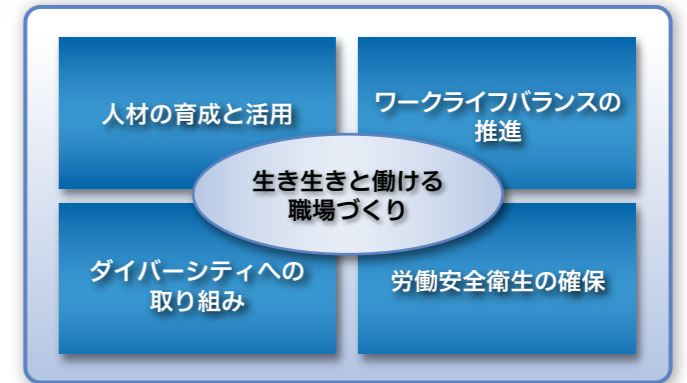 人材の育成と活用
ワークライフバランスの
推進
生き生きと働ける
職場づくり
ダイバーシティへの
取り組み
労働安全衛生の確保